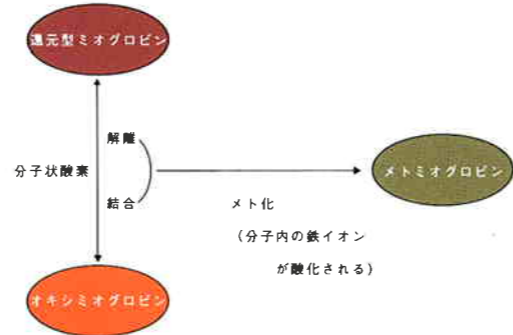 還元型ミオグロビン
解離
分子状酸素
メトミオグロビン
結合
メト化
(分子内の鉄イオン
が酸化される)
オキシミオグロビン